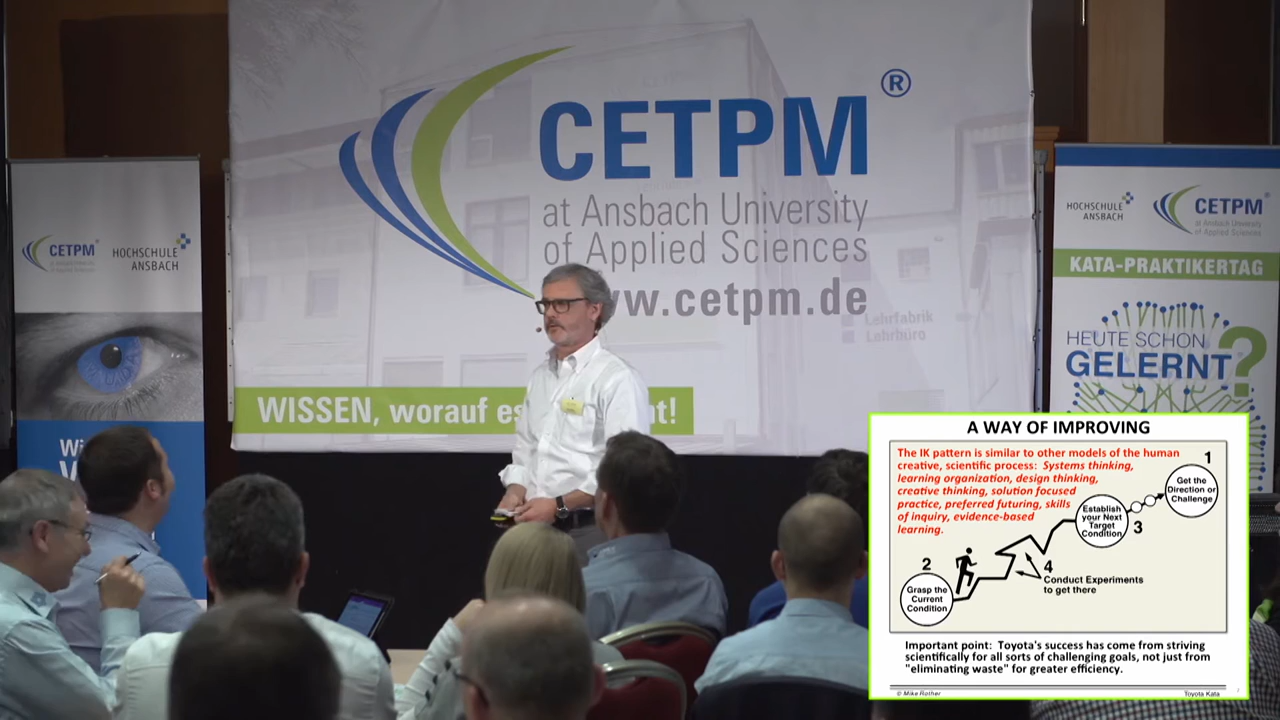 CETPM®
at Ansbach University
of Applied Sciences
www.cetpm.de
Lehrfabrik
Lehrbüro
WISSEN, worauf es
t!
CETPM
HOCHSCHULE
ANSBACH
Wi
HOCHSCHULE
ANSBACH
CETPM®
at Ansbach University
of Applied Sciences
KATA-PRAKTIKERTAG
HEUTE SCHON
GELERNT?
A WAY OF IMPROVING
The IK pattern is similar to other models of the human
creative, scientific process: Systems thinking,
learning organization, design thinking,
creative thinking, solution focused
practice, preferred futuring, skills
of inquiry, evidence-based
learning.
1
Get the
Direction or
Challenge
Establish
your Next
Target
Condition
3
2
Grasp the
Current
Condition
4
Conduct Experiments
to get there
Important point: Toyota's success has come from striving
scientifically for all sorts of challenging goals, not just from
"eliminating waste" for greater efficiency.
© Mike Rother
Toyota Kata